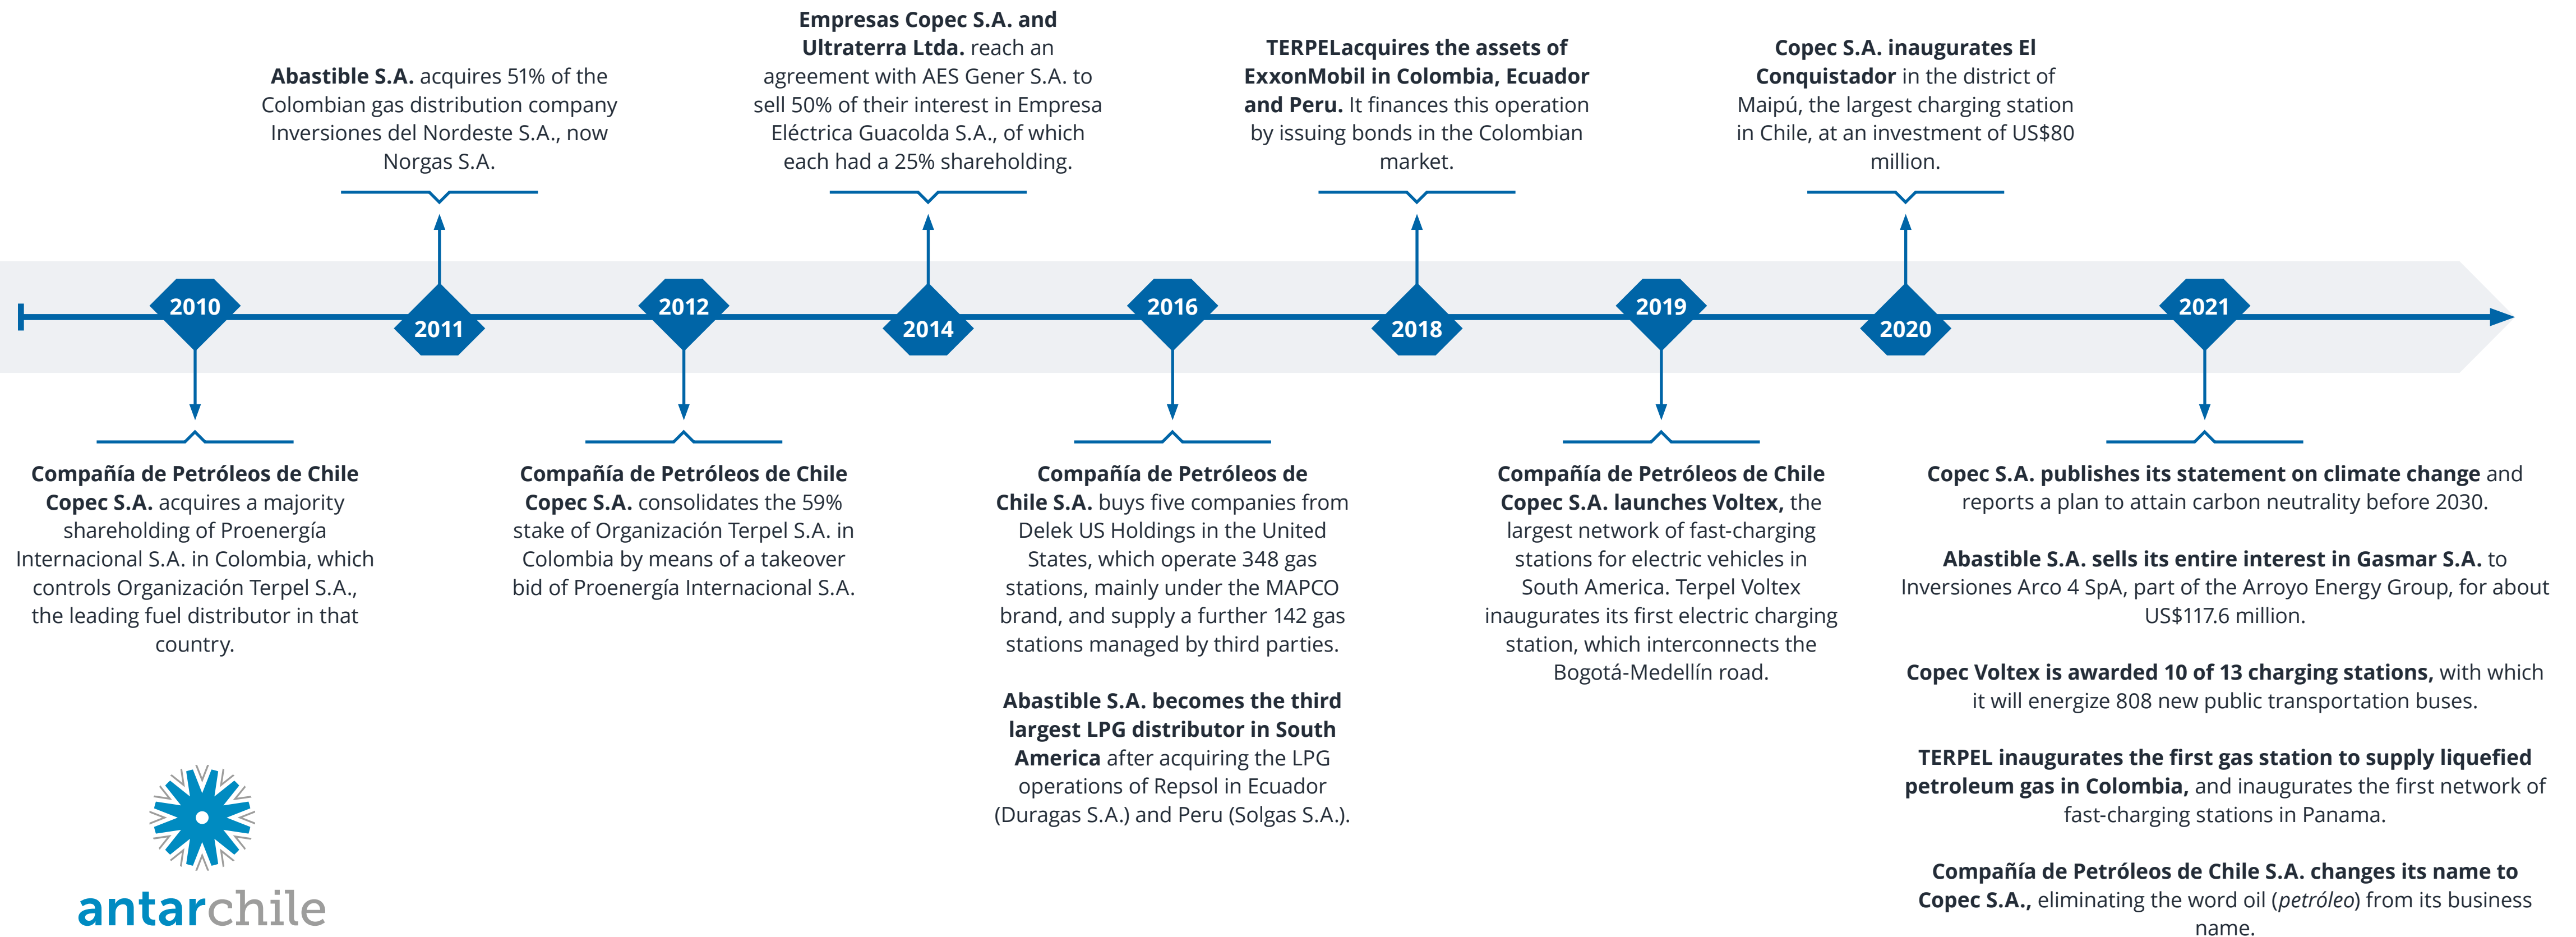 Abastible S.A. acquires 51% of the
Colombian gas distribution company
Inversiones del Nordeste S.A., now
Norgas S.A.
Empresas Copec S.A. and
Ultraterra Ltda. reach an
agreement with AES Gener S.A. to
sell 50% of their interest in Empresa
Eléctrica Guacolda S.A., of which
each had a 25% shareholding.
TERPELacquires the assets of
ExxonMobil in Colombia, Ecuador
and Peru. It finances this operation
by issuing bonds in the Colombian
market.
Copec S.A. inaugurates El
Conquistador in the district of
Maipú, the largest charging station
in Chile, at an investment of US$80
million.
2010
2011
2012
2014
2016
2018
2019
2020
2021
Compañía de Petróleos de Chile
Copec S.A. acquires a majority
shareholding of Proenergía
Internacional S.A. in Colombia, which
controls Organización Terpel S.A.,
the leading fuel distributor in that
country.
Compañía de Petróleos de Chile
Copec S.A. consolidates the 59%
stake of Organización Terpel S.A. in
Colombia by means of a takeover
bid of Proenergía Internacional S.A.
Compañía de Petróleos de
Chile S.A. buys five companies from
Delek US Holdings in the United
States, which operate 348 gas
stations, mainly under the MAPCO
brand, and supply a further 142 gas
stations managed by third parties.
Abastible S.A. becomes the third
largest LPG distributor in South
America after acquiring the LPG
operations of Repsol in Ecuador
(Duragas S.A.) and Peru (Solgas S.A.).
Compañía de Petróleos de Chile
Copec S.A. launches Voltex, the
largest network of fast-charging
stations for electric vehicles in
South America. Terpel Voltex
inaugurates its first electric charging
station, which interconnects the
Bogotá-Medellín road.
Copec S.A. publishes its statement on climate change and
reports a plan to attain carbon neutrality before 2030.
Abastible S.A. sells its entire interest in Gasmar S.A. to
Inversiones Arco 4 SpA, part of the Arroyo Energy Group, for about
US$117.6 million.
Copec Voltex is awarded 10 of 13 charging stations, with which
it will energize 808 new public transportation buses.
TERPEL inaugurates the first gas station to supply liquefied
petroleum gas in Colombia, and inaugurates the first network of
fast-charging stations in Panama.
Compañía de Petróleos de Chile S.A. changes its name to
Copec S.A., eliminating the word oil (petróleo) from its business
name.
antarchile